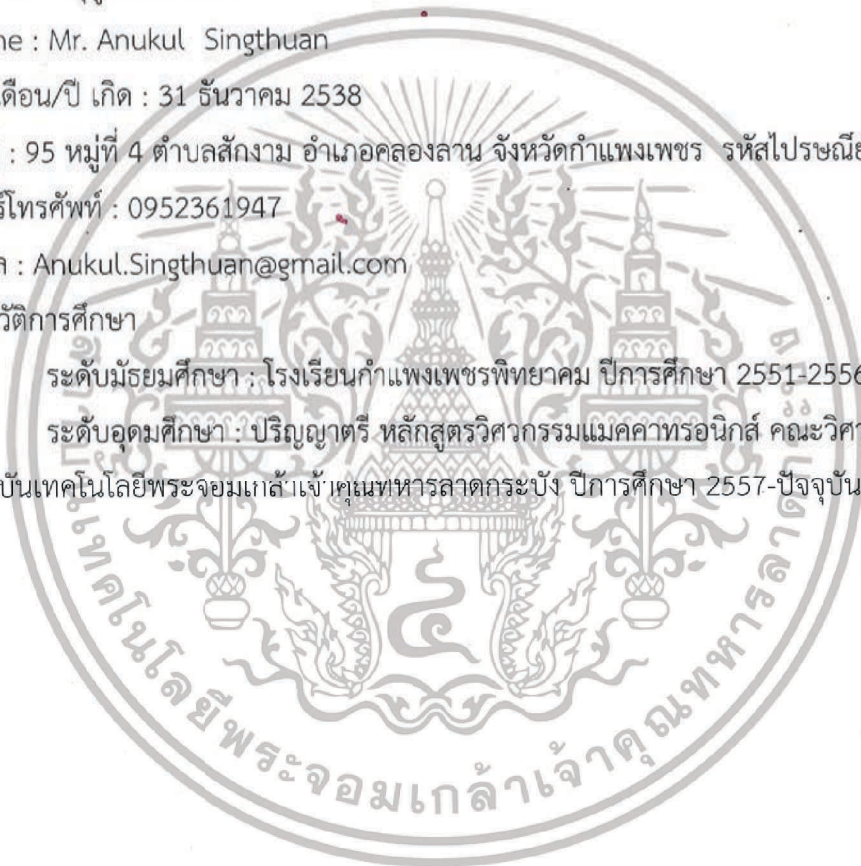 ne : Mr. Anukul Singthuan
ดือน/ปี เกิด : 31 ธันวาคม 2538
: 95 หมู่ที่ 4 ตำบลสักงาม อำเภอคลองลาน จังหวัดกำแพงเพชร รหัสไปรษณีย
ร์โทรศัพท์ : 0952361947
ล : Anukul.Singthuan@gmail.com
วัติการศึกษา
ระดับมัธยมศึกษา : โรงเรียนกำแพงเพชรพิทยาคม ปีการศึกษา 2551-2556
ระดับอุดมศึกษา : ปริญญาตรี หลักสูตรวิศวกรรมแมคคาทรอนิกส์ คณะวิศว
บันเทคโนโลยีพระจอมเกล้าเจ้าคุณทหารลาดกระบัง ปีการศึกษา 2557-ปัจจุบัน
เทคโนโลยีพระจอมเกล้าเจ้าคุณทหารลาด